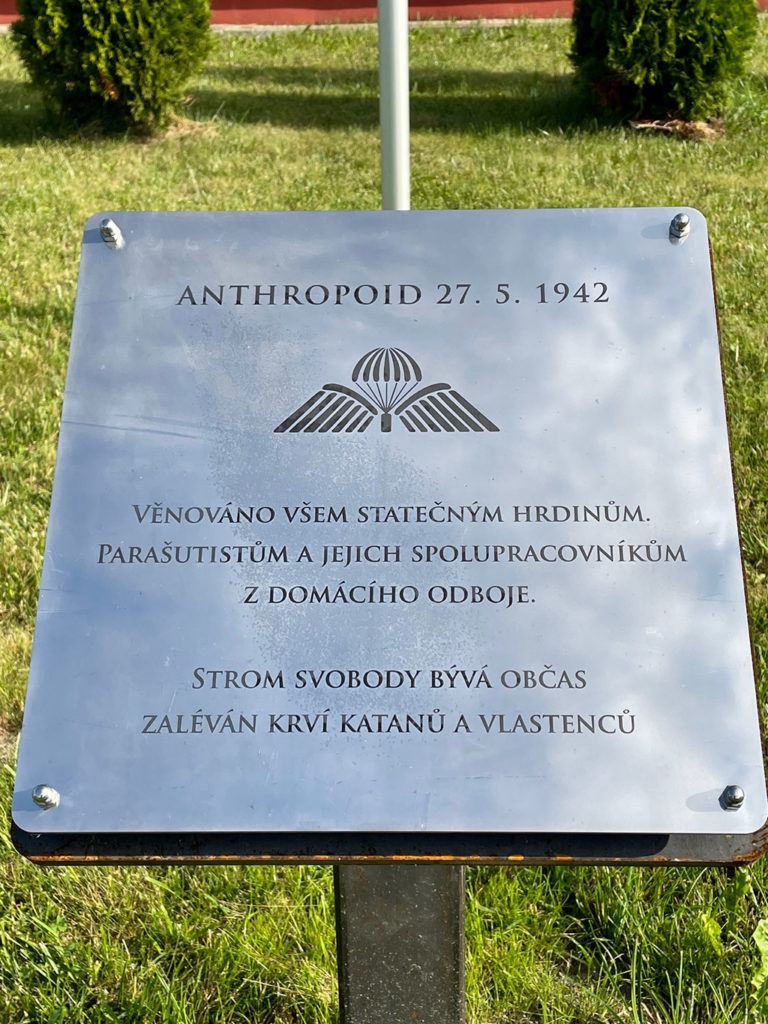 ANTHROPOID 27. 5. 1942
VĚNOVÁNO VŠEM STATEČNÝM HRDINŮM.
PARAŠUTISTŮM A JEJICH SPOLUPRACOVNÍKŮM
Z DOMÁCÍHO ODBOJE.
STROM SVOBODY BÝVÁ OBČAS
ZALÉVÁN KRVÍ KATANŮ A VLASTENCŮ